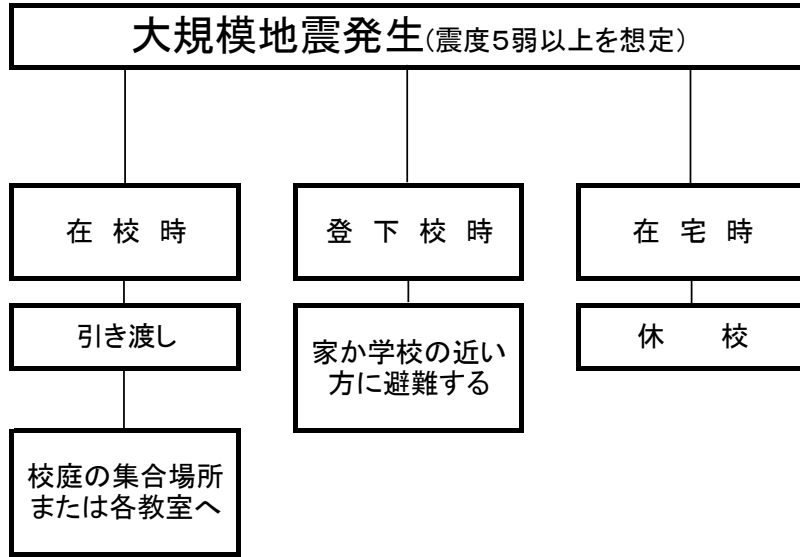 大規模地震発生(震度5弱以上を想定)
在 校 時
登 下 校 時
在 宅 時
引き渡し
家か学校の近い
方に避難する
休 校
校庭の集合場所
または各教室へ